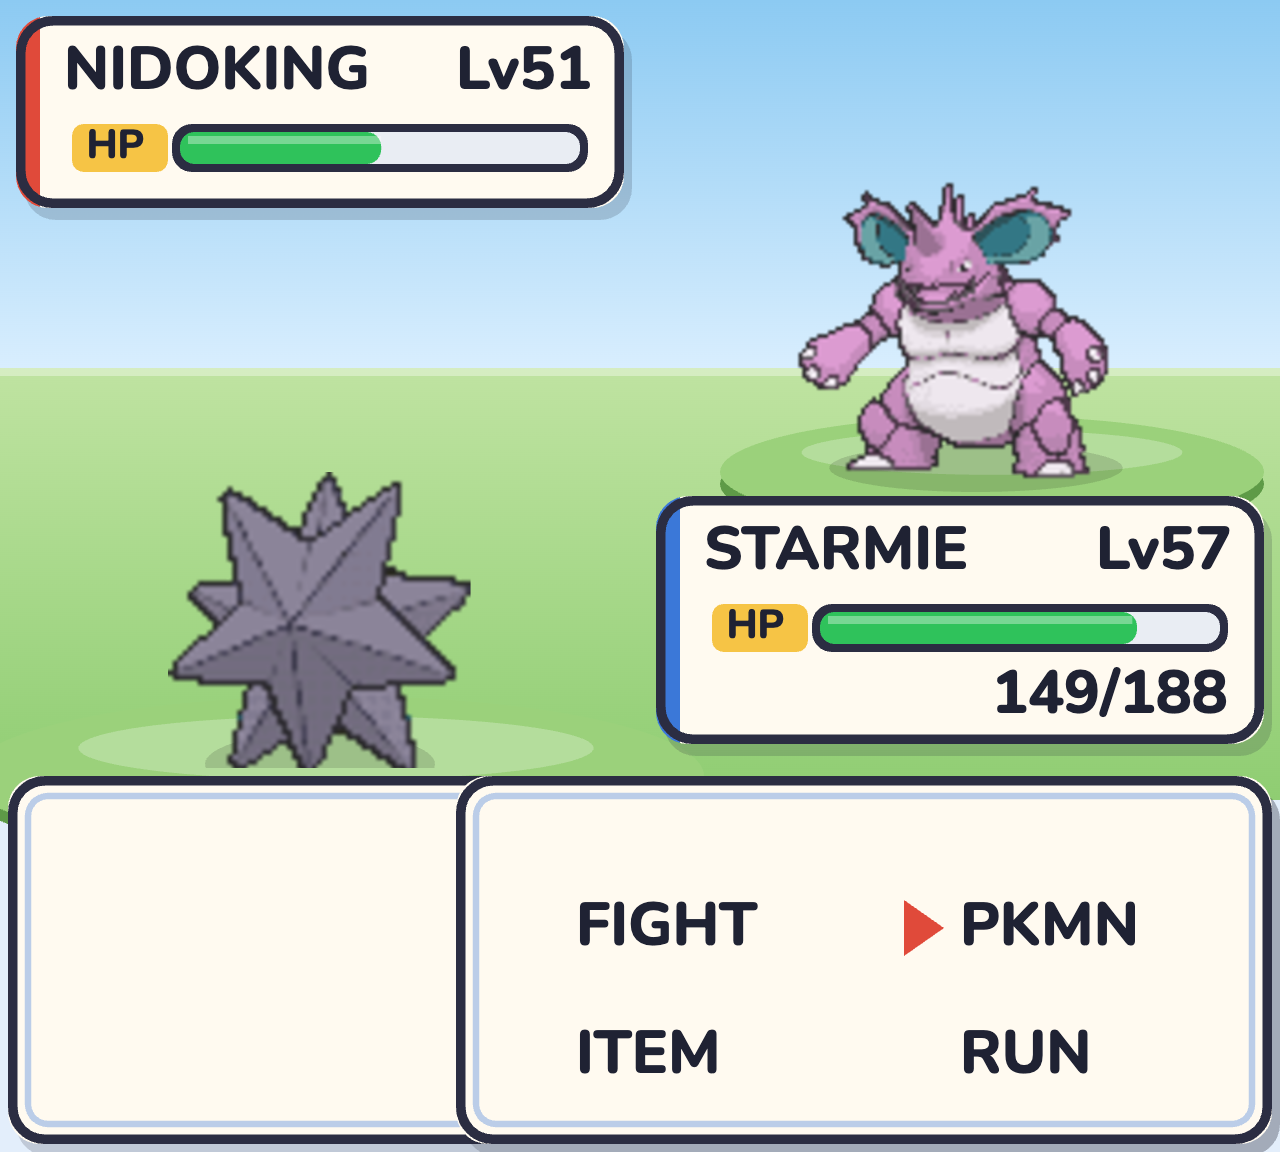 NIDOKING Lv51
HP
STARMIE Lv57
HP
149/188
FIGHT PKMN
ITEM RUN